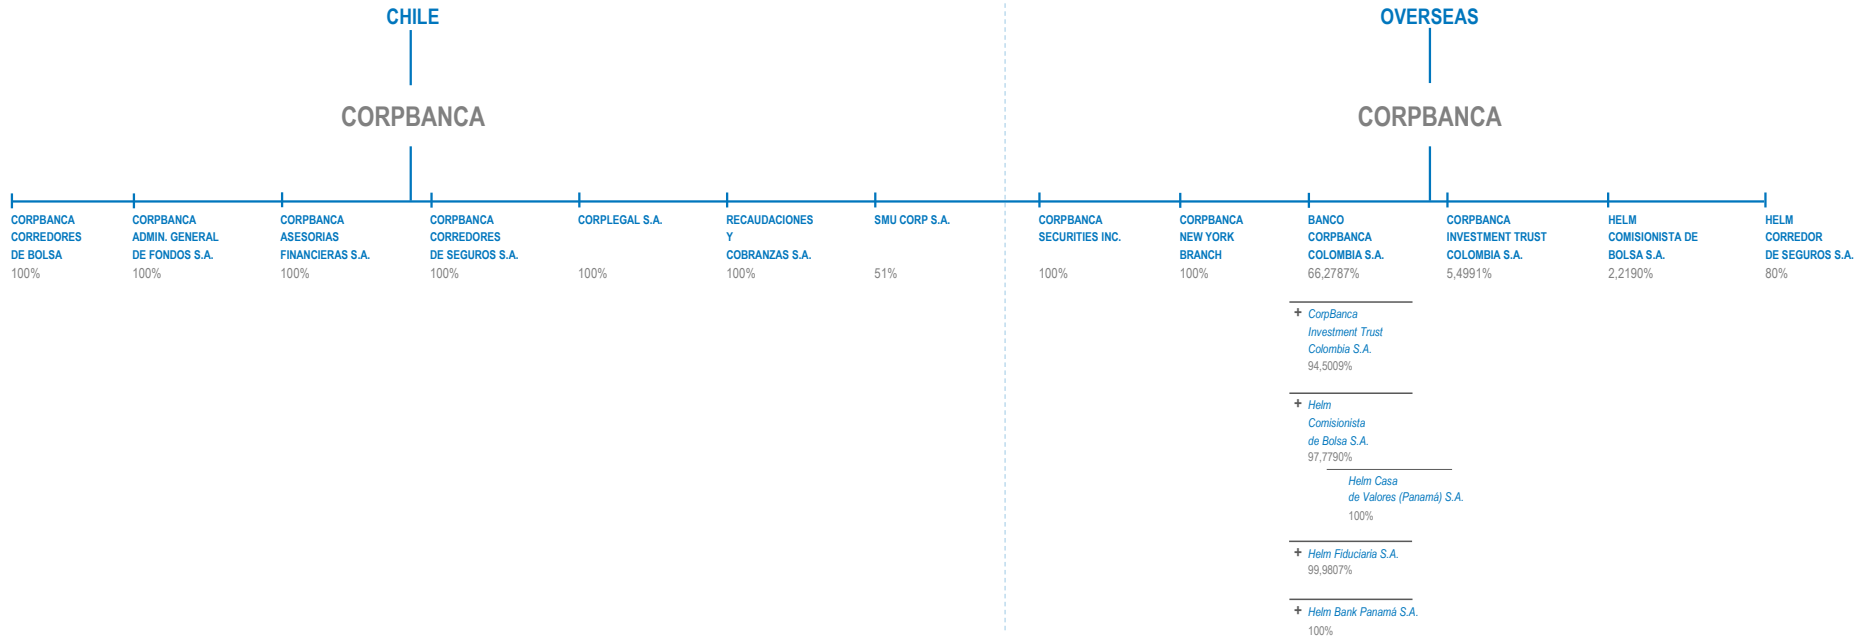 CHILE
CORPBANCA
CORPBANCA
CORREDORES
DE BOLSA
100%
CORPBANCA
ADMIN. GENERAL
DE FONDOS S.A.
100%
CORPBANCA
ASESORIAS
FINANCIERAS S.A.
100%
CORPBANCA
CORREDORES
DE SEGUROS S.A.
100%
CORPLEGAL S.A.
100%
RECAUDACIONES
Y
COBRANZAS S.A.
100%
SMU CORP S.A.
51%
OVERSEAS
CORPBANCA
CORPBANCA
SECURITIES INC.
100%
CORPBANCA
NEW YORK
BRANCH
100%
BANCO
CORPBANCA
COLOMBIA S.A.
66,2787%
+ CorpBanca
Investment Trust
Colombia S.A.
94,5009%
+ Helm
Comisionista
de Bolsa S.A.
97,7790%
Helm Casa
de Valores (Panamá) S.A.
100%
+ Helm Fiduciaria S.A.
99,9807%
+ Helm Bank Panamá S.A.
100%
CORPBANCA
INVESTMENT TRUST
COLOMBIA S.A.
5,4991%
HELM
COMISIONISTA DE
BOLSA S.A.
2,2190%
HELM
CORREDOR
DE SEGUROS S.A.
80%